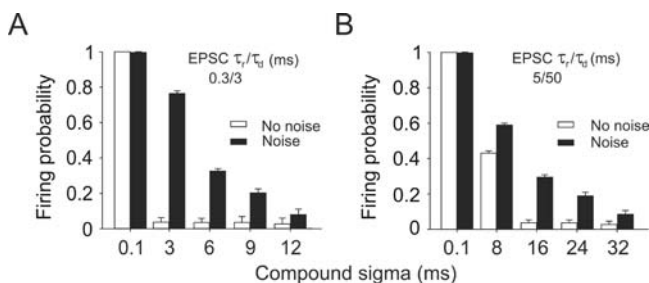 A
B
EPSC τr/τd (ms)
0.3/3
EPSC τr/τd (ms)
5/50
No noise
Noise
No noise
Noise
Firing probability
1
0.8
0.6
0.4
0.2
0
Firing probability
1
0.8
0.6
0.4
0.2
0
0.1 3 6 9 12
0.1 8 16 24 32
Compound sigma (ms)